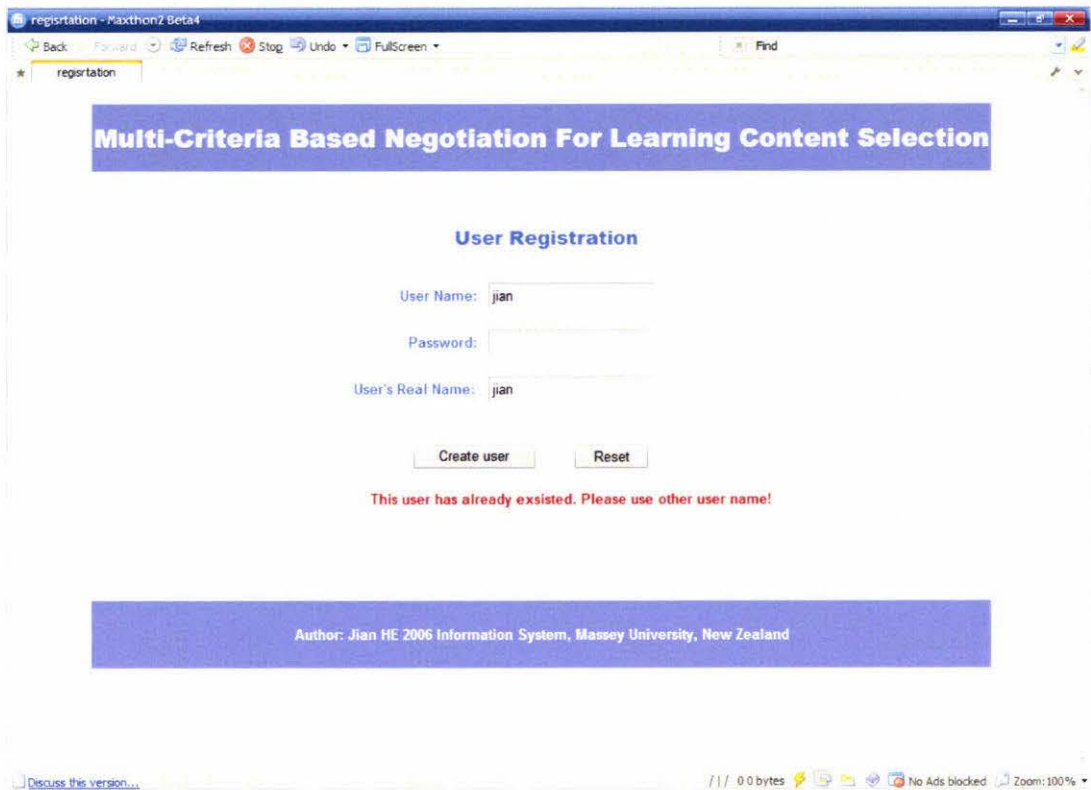 regisrtation - Maxthon2 Beta4
Back Forward Refresh Stop Undo FullScreen Find
regisrtation
Multi-Criteria Based Negotiation For Learning Content Selection
User Registration
User Name: jian
Password:
User's Real Name: jian
Create user Reset
This user has already exsisted. Please use other user name!
Author: Jian HE 2006 Information System, Massey University, New Zealand
Discuss this version... /|/ 0 0 bytes No Ads blocked Zoom:100%